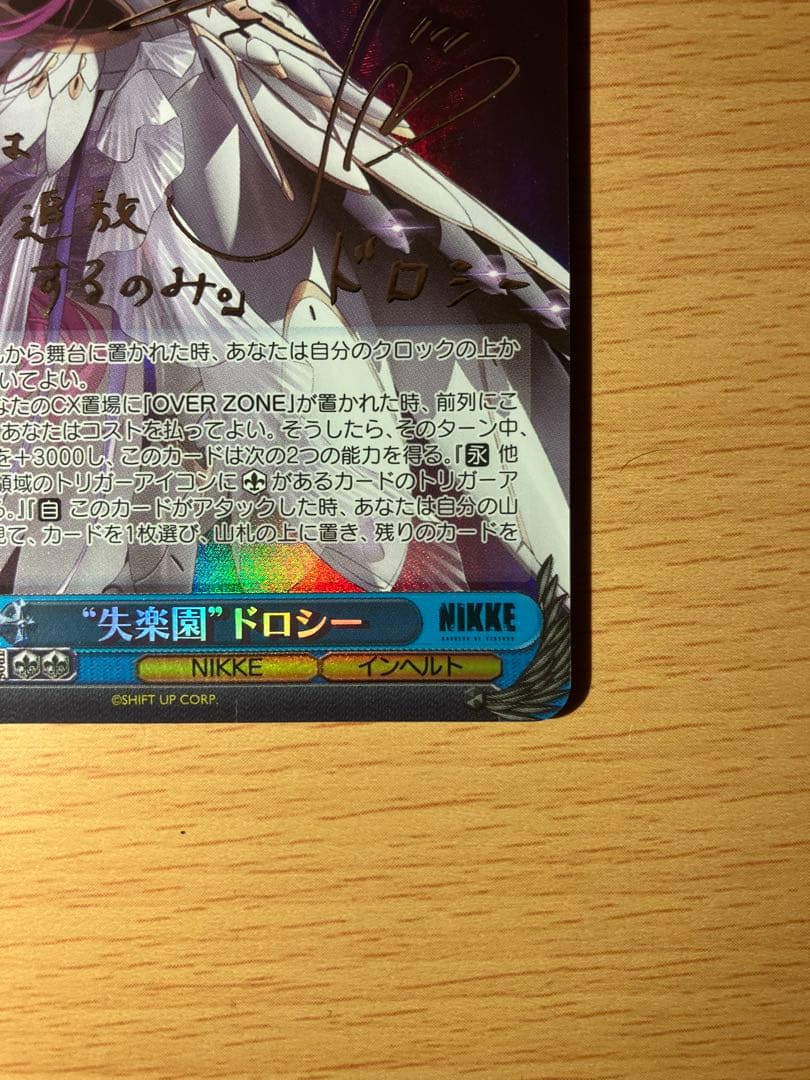 追放
するのみ。」
ドロシー
から舞台に置かれた時、あなたは自分のクロックの上か
いてよい。
なたのCX置場に「OVER ZONE」が置かれた時、前列にこ
あなたはコストを払ってよい。そうしたら、そのターン中、
を＋3000し、このカードは次の2つの能力を得る。『永 他
領域のトリガーアイコンに があるカードのトリガーア
る。』『自 このカードがアタックした時、あなたは自分の山
見て、カードを1枚選び、山札の上に置き、残りのカードを
“失楽園”ドロシー
NIKKE
NIKKE インヘルト
©SHIFT UP CORP.